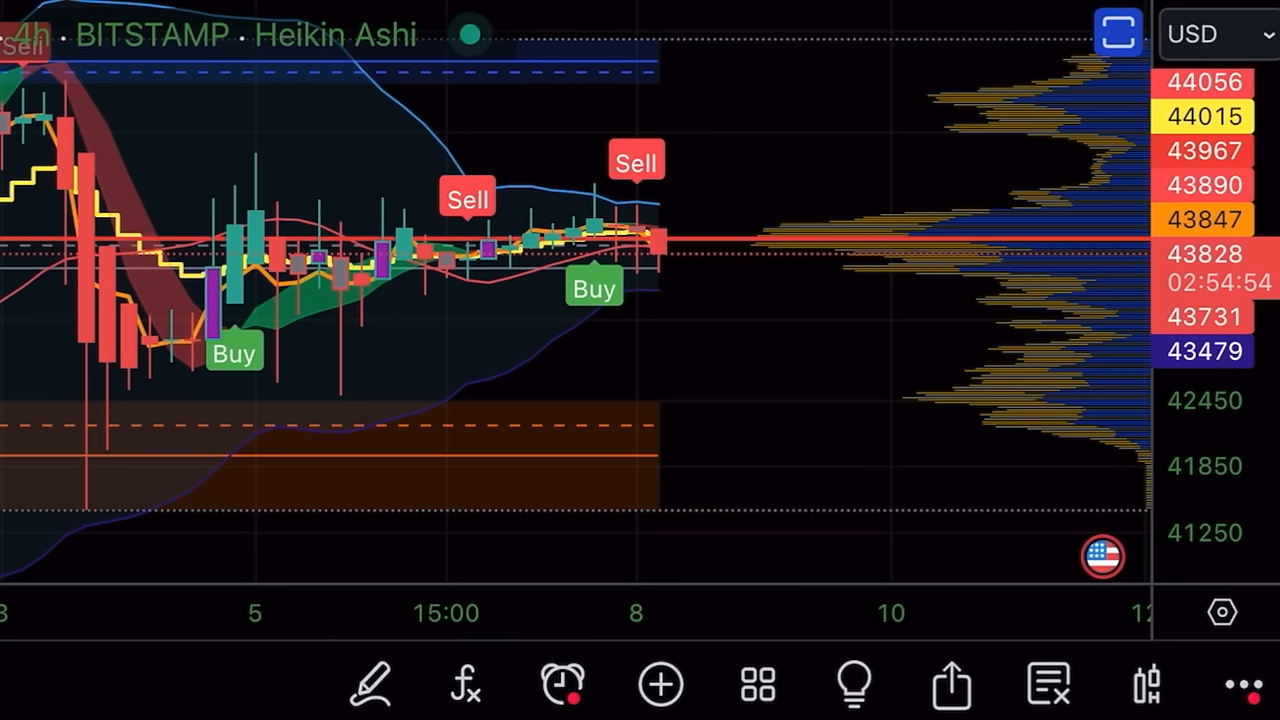 · 4h · BITSTAMP · Heikin Ashi
USD
Sell
44056
44015
43967
43890
43847
43828
02:54:54
43731
43479
42450
41850
41250
Sell
Sell
Buy
Buy
5
15:00
8
10